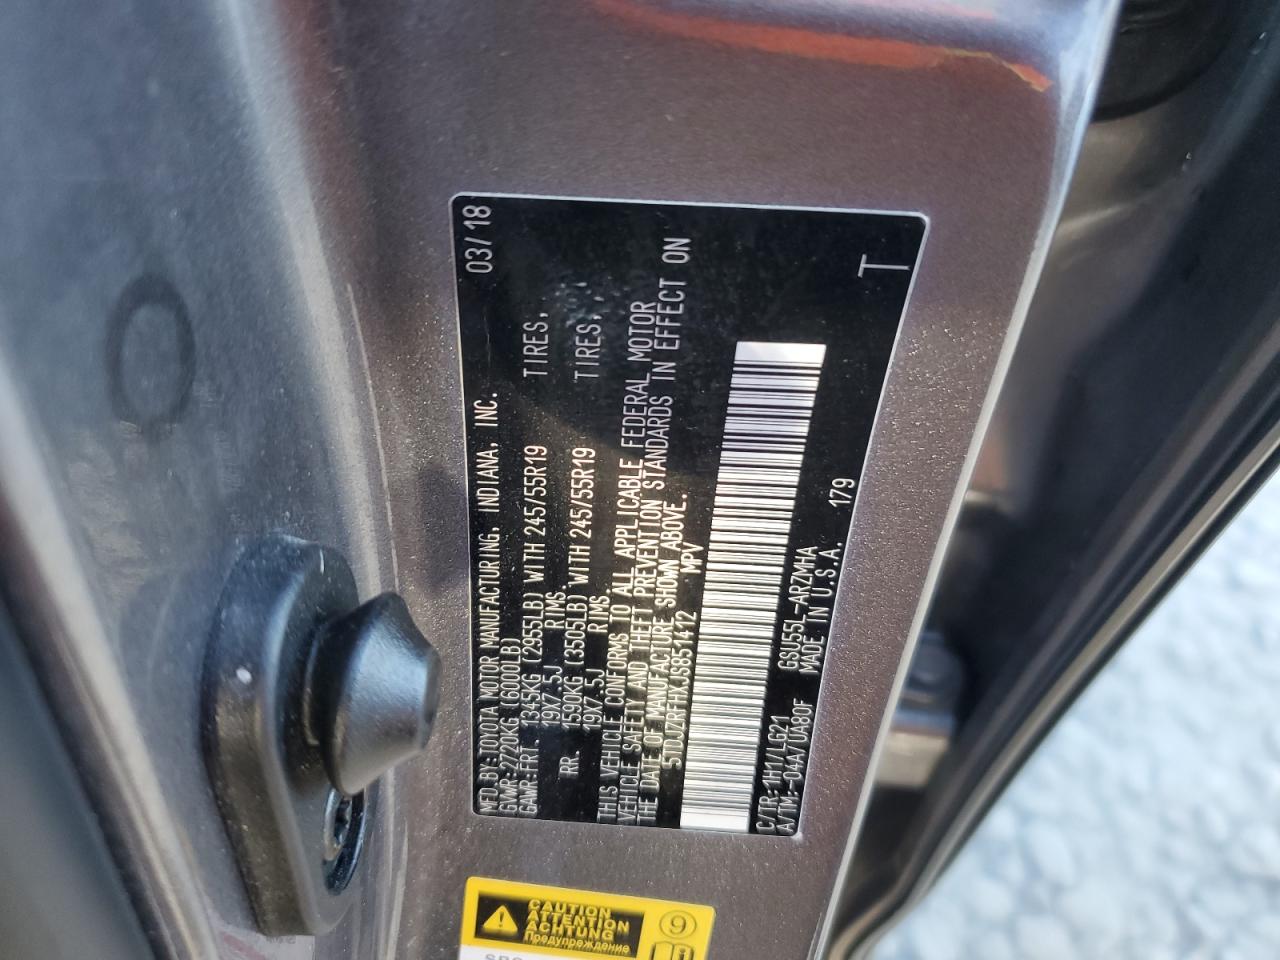 MFD.BY:TOYOTA MOTOR MANUFACTURING, INDIANA, INC. 03/18
GVWR:2720KG(6000LB)
GAWR:FRT 1345KG(2955LB)WITH 245/55R19 TIRES,
19X7.5J RIMS.
RR. 1590KG(3505LB)WITH 245/55R19 TIRES,
19X7.5J RIMS.
THIS VEHICLE CONFORMS TO ALL APPLICABLE FEDERAL MOTOR
VEHICLE SAFETY AND THEFT PREVENTION STANDARDS IN EFFECT ON
THE DATE OF MANUFACTURE SHOWN ABOVE.
5TDDZRFHXJS851412 MPV
C/TR:1H1/LG21 GSU55L-ARZMHA 179
A/TM:-04A/UA80F MADE IN U.S.A.
T
CAUTION
ATTENTION
ACHTUNG
Предупреждение
9